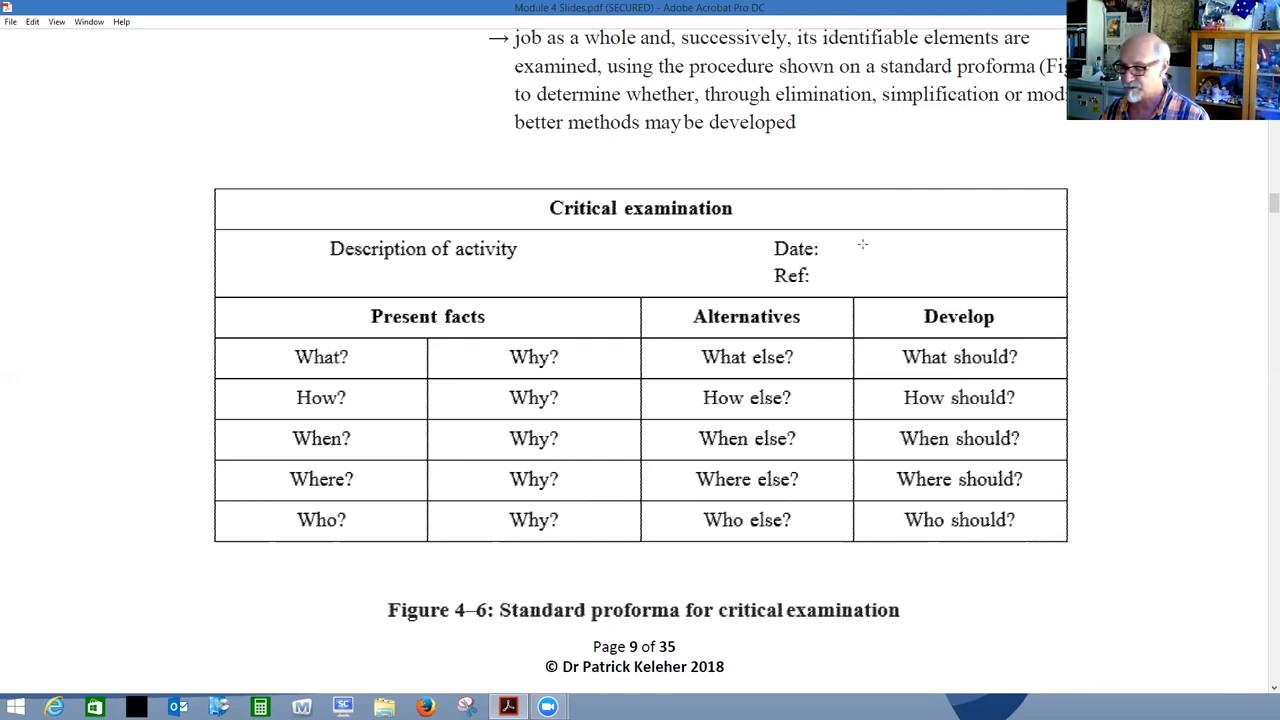 Module 4 Slides.pdf (SECURED) - Adobe Acrobat Pro DC
File Edit View Window Help
→ job as a whole and, successively, its identifiable elements are
examined, using the procedure shown on a standard proforma (Fig
to determine whether, through elimination, simplification or mod
better methods may be developed
Critical examination
Description of activity Date:
Ref:
Present facts Alternatives Develop
What? Why? What else? What should?
How? Why? How else? How should?
When? Why? When else? When should?
Where? Why? Where else? Where should?
Who? Why? Who else? Who should?
Figure 4–6: Standard proforma for critical examination
Page 9 of 35
© Dr Patrick Keleher 2018